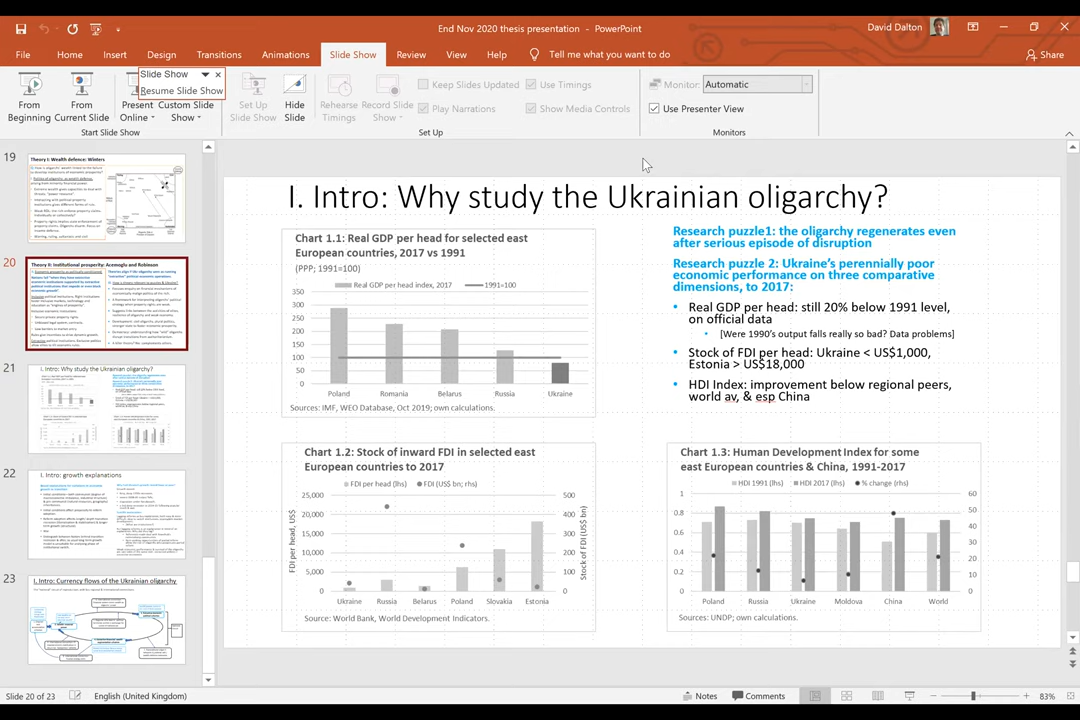 End Nov 2020 thesis presentation - PowerPoint
David Dalton
File Home Insert Design Transitions Animations Slide Show Review View Help Tell me what you want to do Share
Slide Show
Resume Slide Show
From Beginning
From Current Slide
Present Online
Custom Slide Show
Set Up Slide Show
Hide Slide
Rehearse Timings
Record Slide Show
Keep Slides Updated
Play Narrations
Use Timings
Show Media Controls
Monitor: Automatic
Use Presenter View
Start Slide Show
Set Up
Monitors
19
Theory I: Wealth defence: Winters
20
Theory II: Institutional prosperity: Acemoglu and Robinson
21
I. Intro: Why study the Ukrainian oligarchy?
22
I. Intro: growth explanations
23
I. Intro: Currency flows of the Ukrainian oligarchy
I. Intro: Why study the Ukrainian oligarchy?
Chart 1.1: Real GDP per head for selected east
European countries, 2017 vs 1991
(PPP; 1991=100)
Real GDP per head index, 2017 1991=100
350
300
250
200
150
100
50
0
Poland Romania Belarus Russia Ukraine
Sources: IMF, WEO Database, Oct 2019; own calculations.
Research puzzle1: the oligarchy regenerates even
after serious episode of disruption
Research puzzle 2: Ukraine's perennially poor
economic performance on three comparative
dimensions, to 2017:
• Real GDP per head: still 20% below 1991 level,
on official data
• [Were 1990's output falls really so bad? Data problems]
• Stock of FDI per head: Ukraine < US$1,000,
Estonia > US$18,000
• HDI Index: improvement below regional peers,
world av, & esp China
Chart 1.2: Stock of inward FDI in selected east
European countries to 2017
FDI per head (lhs) FDI (US$ bn; rhs)
FDI per head, US$
25,000
20,000
15,000
10,000
5,000
0
500
400
300
200
100
0
Stock of FDI (US$ bn)
Ukraine Russia Belarus Poland Slovakia Estonia
Source: World Bank, World Development Indicators.
Chart 1.3: Human Development Index for some
east European countries & China, 1991-2017
HDI 1991 (lhs) HDI 2017 (lhs) % change (rhs)
1
0.8
0.6
0.4
0.2
0
60
50
40
30
20
10
0
Poland Russia Ukraine Moldova China World
Sources: UNDP; own calculations.
Slide 20 of 23 English (United Kingdom) Notes Comments 83%